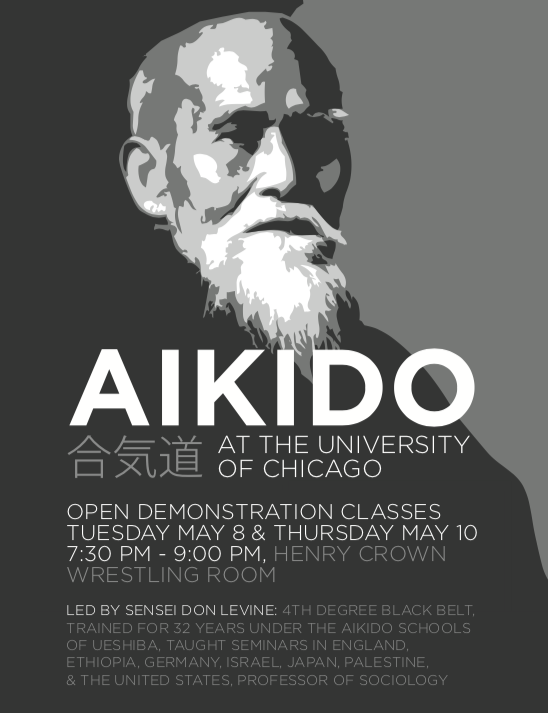 AIKIDO
合気道 AT THE UNIVERSITY
OF CHICAGO
OPEN DEMONSTRATION CLASSES
TUESDAY MAY 8 & THURSDAY MAY 10
7:30 PM - 9:00 PM, HENRY CROWN
WRESTLING ROOM
LED BY SENSEI DON LEVINE: 4TH DEGREE BLACK BELT,
TRAINED FOR 32 YEARS UNDER THE AIKIDO SCHOOLS
OF UESHIBA, TAUGHT SEMINARS IN ENGLAND,
ETHIOPIA, GERMANY, ISRAEL, JAPAN, PALESTINE,
& THE UNITED STATES, PROFESSOR OF SOCIOLOGY